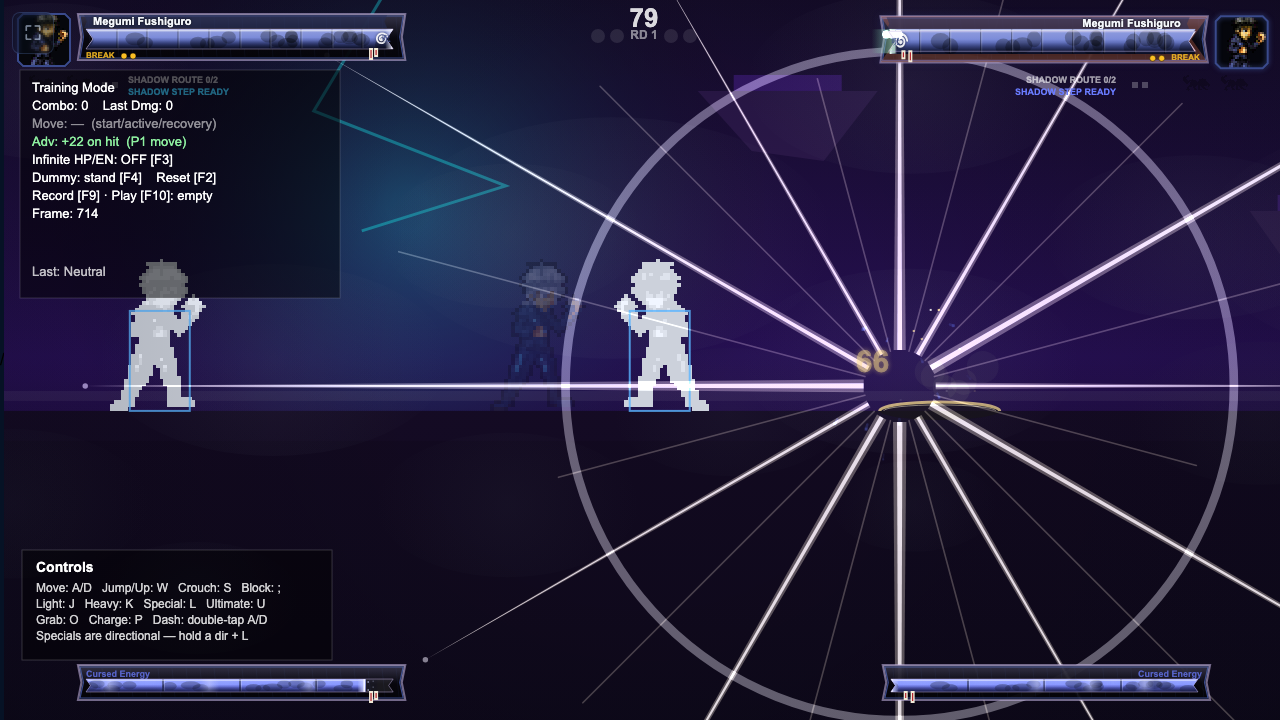 Megumi Fushiguro
BREAK
79
RD 1
Megumi Fushiguro
BREAK
SHADOW ROUTE 0/2
SHADOW STEP READY
SHADOW ROUTE 0/2
SHADOW STEP READY
Training Mode
Combo: 0 Last Dmg: 0
Move: — (start/active/recovery)
Adv: +22 on hit (P1 move)
Infinite HP/EN: OFF [F3]
Dummy: stand [F4] Reset [F2]
Record [F9] · Play [F10]: empty
Frame: 714
Last: Neutral
66
Controls
Move: A/D Jump/Up: W Crouch: S Block: ;
Light: J Heavy: K Special: L Ultimate: U
Grab: O Charge: P Dash: double-tap A/D
Specials are directional — hold a dir + L
Cursed Energy
Cursed Energy